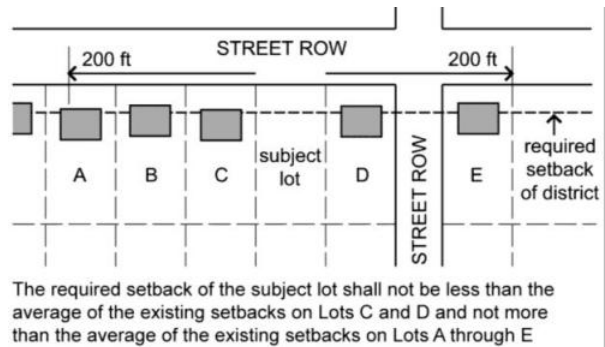 STREET ROW
200 ft
200 ft
subject
lot
A
B
C
D
STREET ROW
E
required
setback
of district
The required setback of the subject lot shall not be less than the
average of the existing setbacks on Lots C and D and not more
than the average of the existing setbacks on Lots A through E